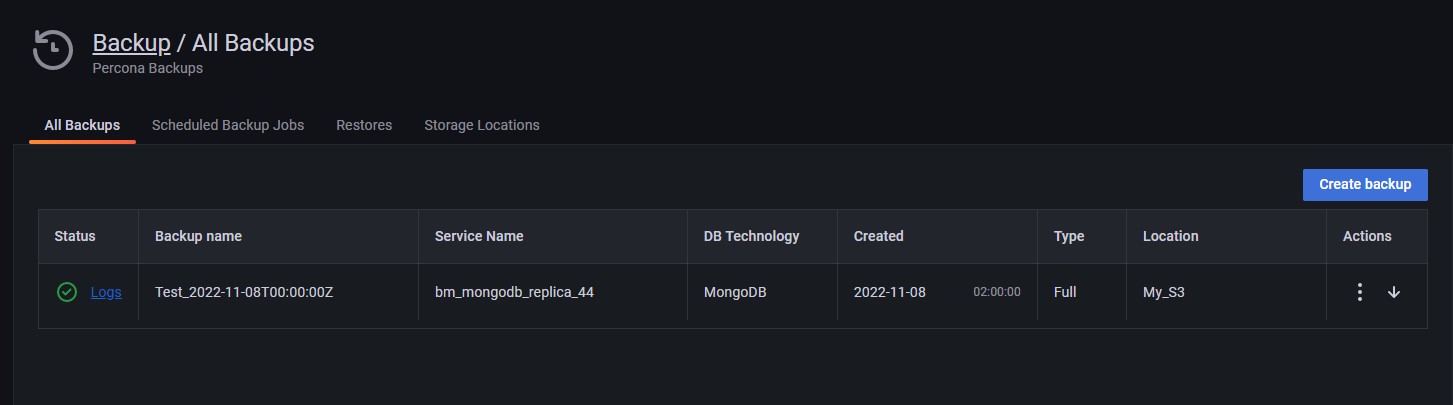 Backup / All Backups
Percona Backups
All Backups Scheduled Backup Jobs Restores Storage Locations
Create backup
Status Backup name Service Name DB Technology Created Type Location Actions
Logs Test_2022-11-08T00:00:00Z bm_mongodb_replica_44 MongoDB 2022-11-08 02:00:00 Full My_S3